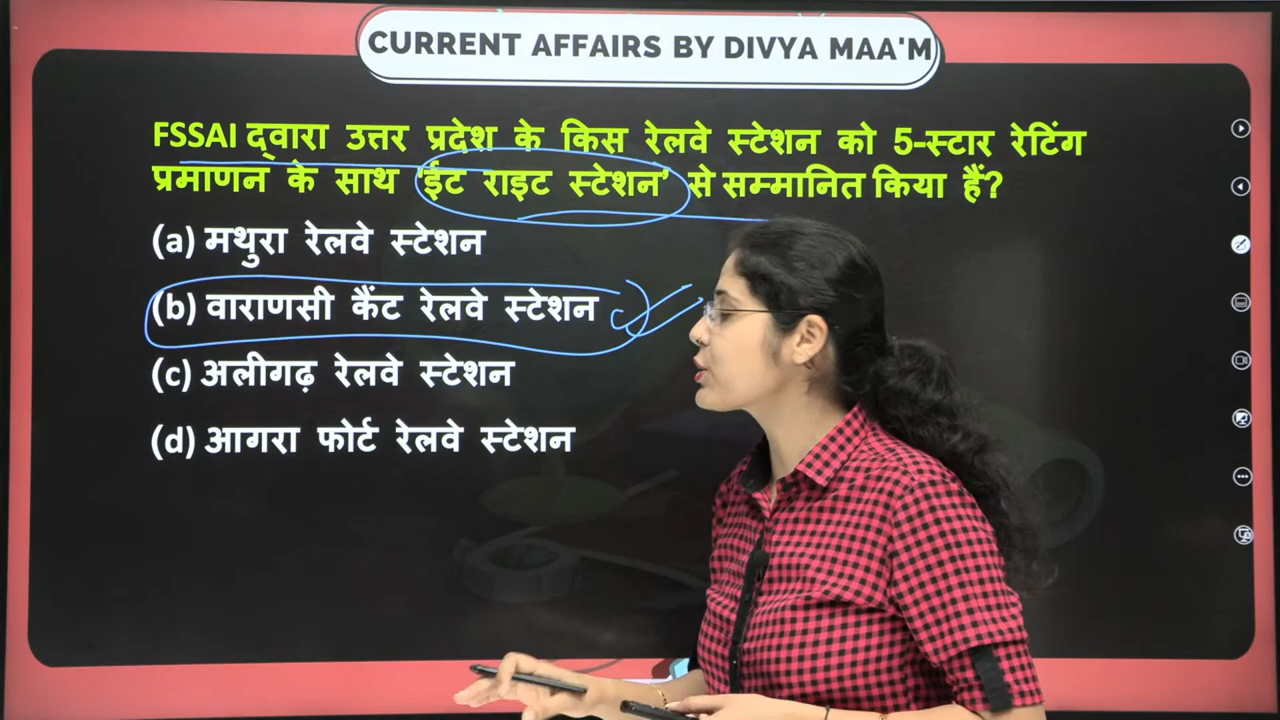 CURRENT AFFAIRS BY DIVYA MAA'M
FSSAI द्वारा उत्तर प्रदेश के किस रेलवे स्टेशन को 5-स्टार रेटिंग
प्रमाणन के साथ 'ईट राइट स्टेशन' से सम्मानित किया हैं?
(a) मथुरा रेलवे स्टेशन
(b) वाराणसी कैंट रेलवे स्टेशन
(c) अलीगढ़ रेलवे स्टेशन
(d) आगरा फोर्ट रेलवे स्टेशन